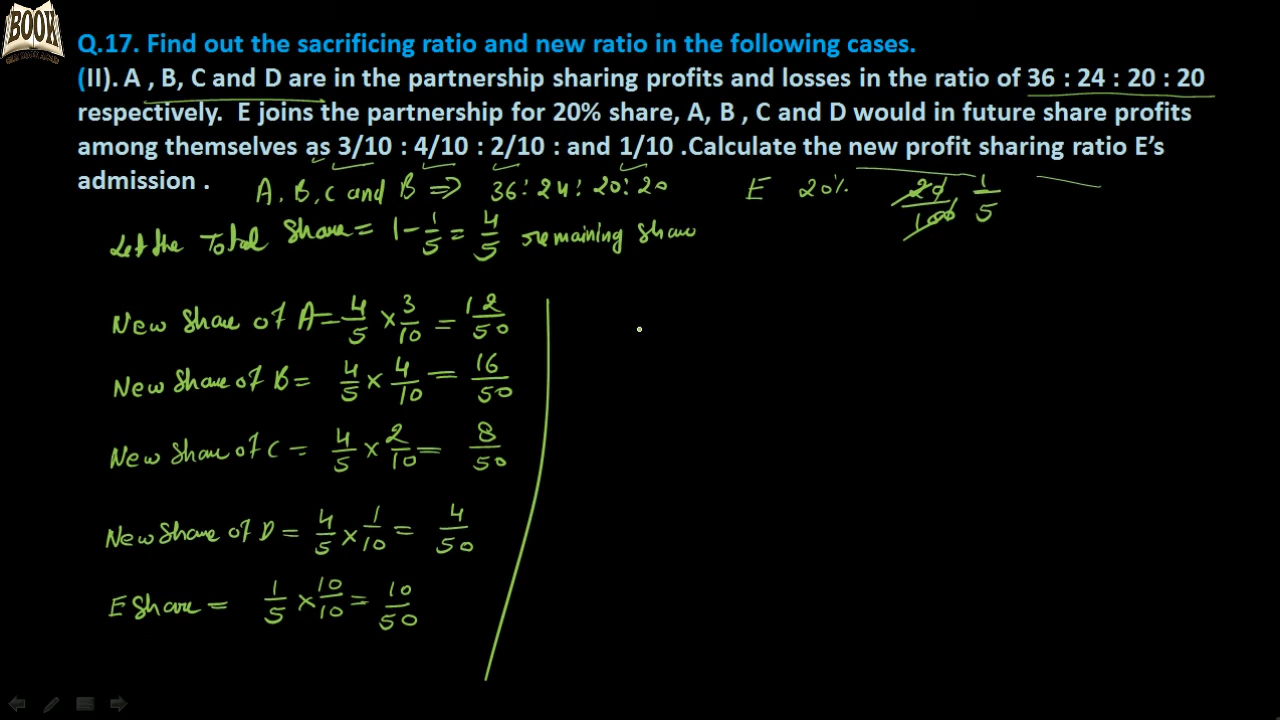 BOOK
Q.17. Find out the sacrificing ratio and new ratio in the following cases.
(II). A , B, C and D are in the partnership sharing profits and losses in the ratio of 36 : 24 : 20 : 20
respectively. E joins the partnership for 20% share, A, B , C and D would in future share profits
among themselves as 3/10 : 4/10 : 2/10 : and 1/10 .Calculate the new profit sharing ratio E's
admission .
A, B, C and B ⇒ 36: 24: 20: 20 E 20% 20/100 1/5
Let the Total Share = 1 - 1/5 = 4/5 remaining Share
New Share of A = 4/5 × 3/10 = 12/50
New Share of B = 4/5 × 4/10 = 16/50
New Share of C = 4/5 × 2/10 = 8/50
New Share of D = 4/5 × 1/10 = 4/50
E Share = 1/5 × 10/10 = 10/50